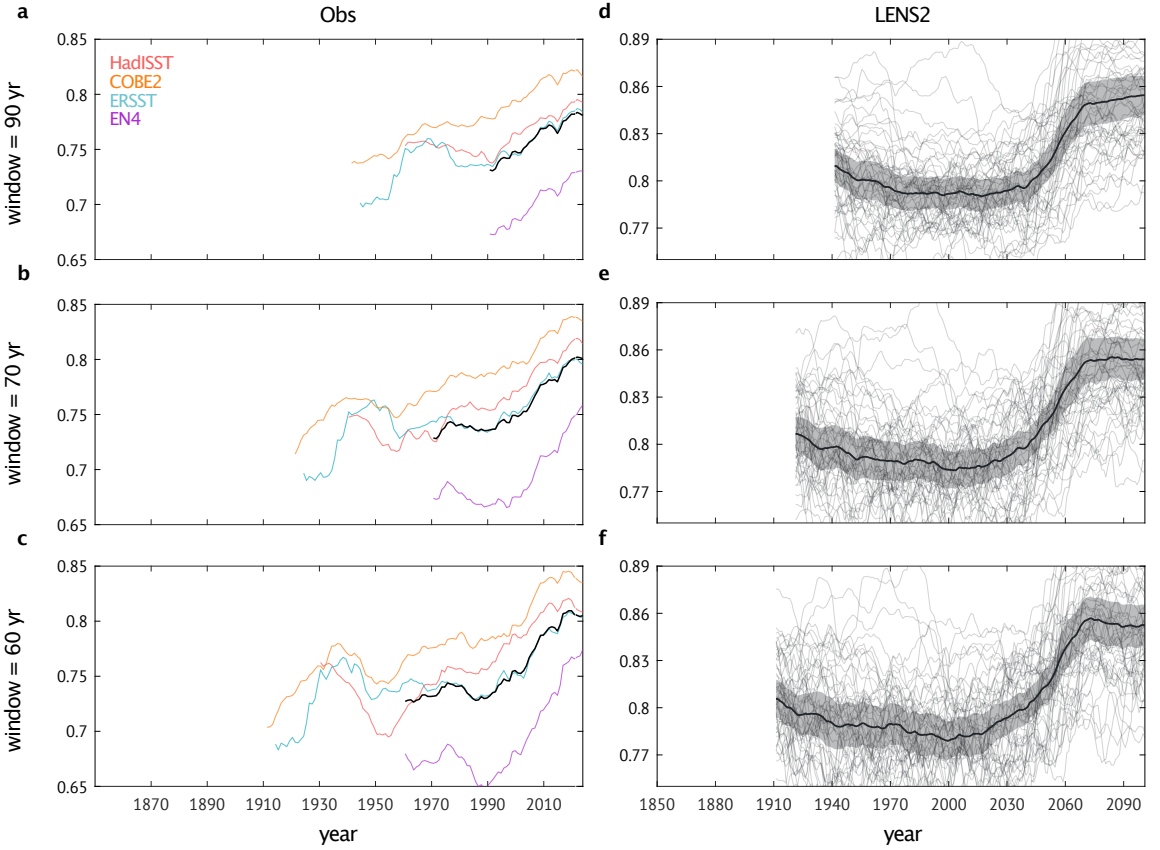 a
Obs
d
LENS2
window = 90 yr
0.85
0.8
0.75
0.7
0.65
HadISST
COBE2
ERSST
EN4
0.89
0.86
0.83
0.8
0.77
b
e
window = 70 yr
0.85
0.8
0.75
0.7
0.65
0.89
0.86
0.83
0.8
0.77
c
f
window = 60 yr
0.85
0.8
0.75
0.7
0.65
0.89
0.86
0.83
0.8
0.77
1870 1890 1910 1930 1950 1970 1990 2010
1850 1880 1910 1940 1970 2000 2030 2060 2090
year
year